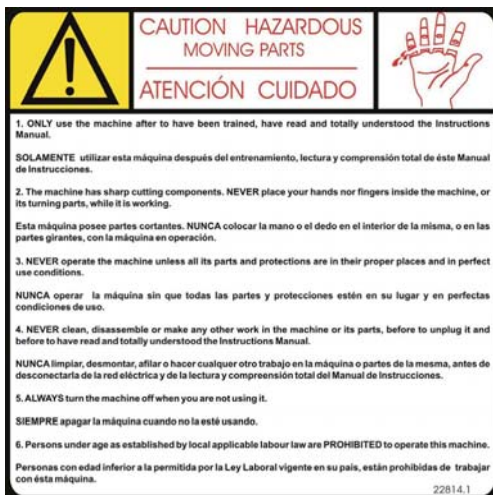 CAUTION HAZARDOUS
MOVING PARTS
ATENCIÓN CUIDADO
1. ONLY use the machine after to have been trained, have read and totally understood the Instructions
Manual.
SOLAMENTE utilizar esta máquina después del entrenamiento, lectura y comprensión total de éste Manual
de Instrucciones.
2. The machine has sharp cutting components. NEVER place your hands nor fingers inside the machine, or
its turning parts, while it is working.
Esta máquina posee partes cortantes. NUNCA colocar la mano o el dedo en el interior de la misma, o en las
partes girantes, con la máquina en operación.
3. NEVER operate the machine unless all its parts and protections are in their proper places and in perfect
use conditions.
NUNCA operar la máquina sin que todas las partes y protecciones estén en su lugar y en perfectas
condiciones de uso.
4. NEVER clean, disassemble or make any other work in the machine or its parts, before to unplug it and
before to have read and totally understood the Instructions Manual.
NUNCA limpiar, desmontar, afilar o hacer cualquer otro trabajo en la máquina o partes de la mesma, antes de
desconectarla de la red eléctrica y de la lectura y compreensión total del Manual de Instrucciones.
5. ALWAYS turn the machine off when you are not using it.
SIEMPRE apagar la máquina cuando no la esté usando.
6. Persons under age as established by local applicable labour law are PROHIBITED to operate this machine.
Personas con edad inferior a la permitida por la Ley Laboral vigente en su país, están prohibidas de trabajar
con ésta máquina.
22814.1